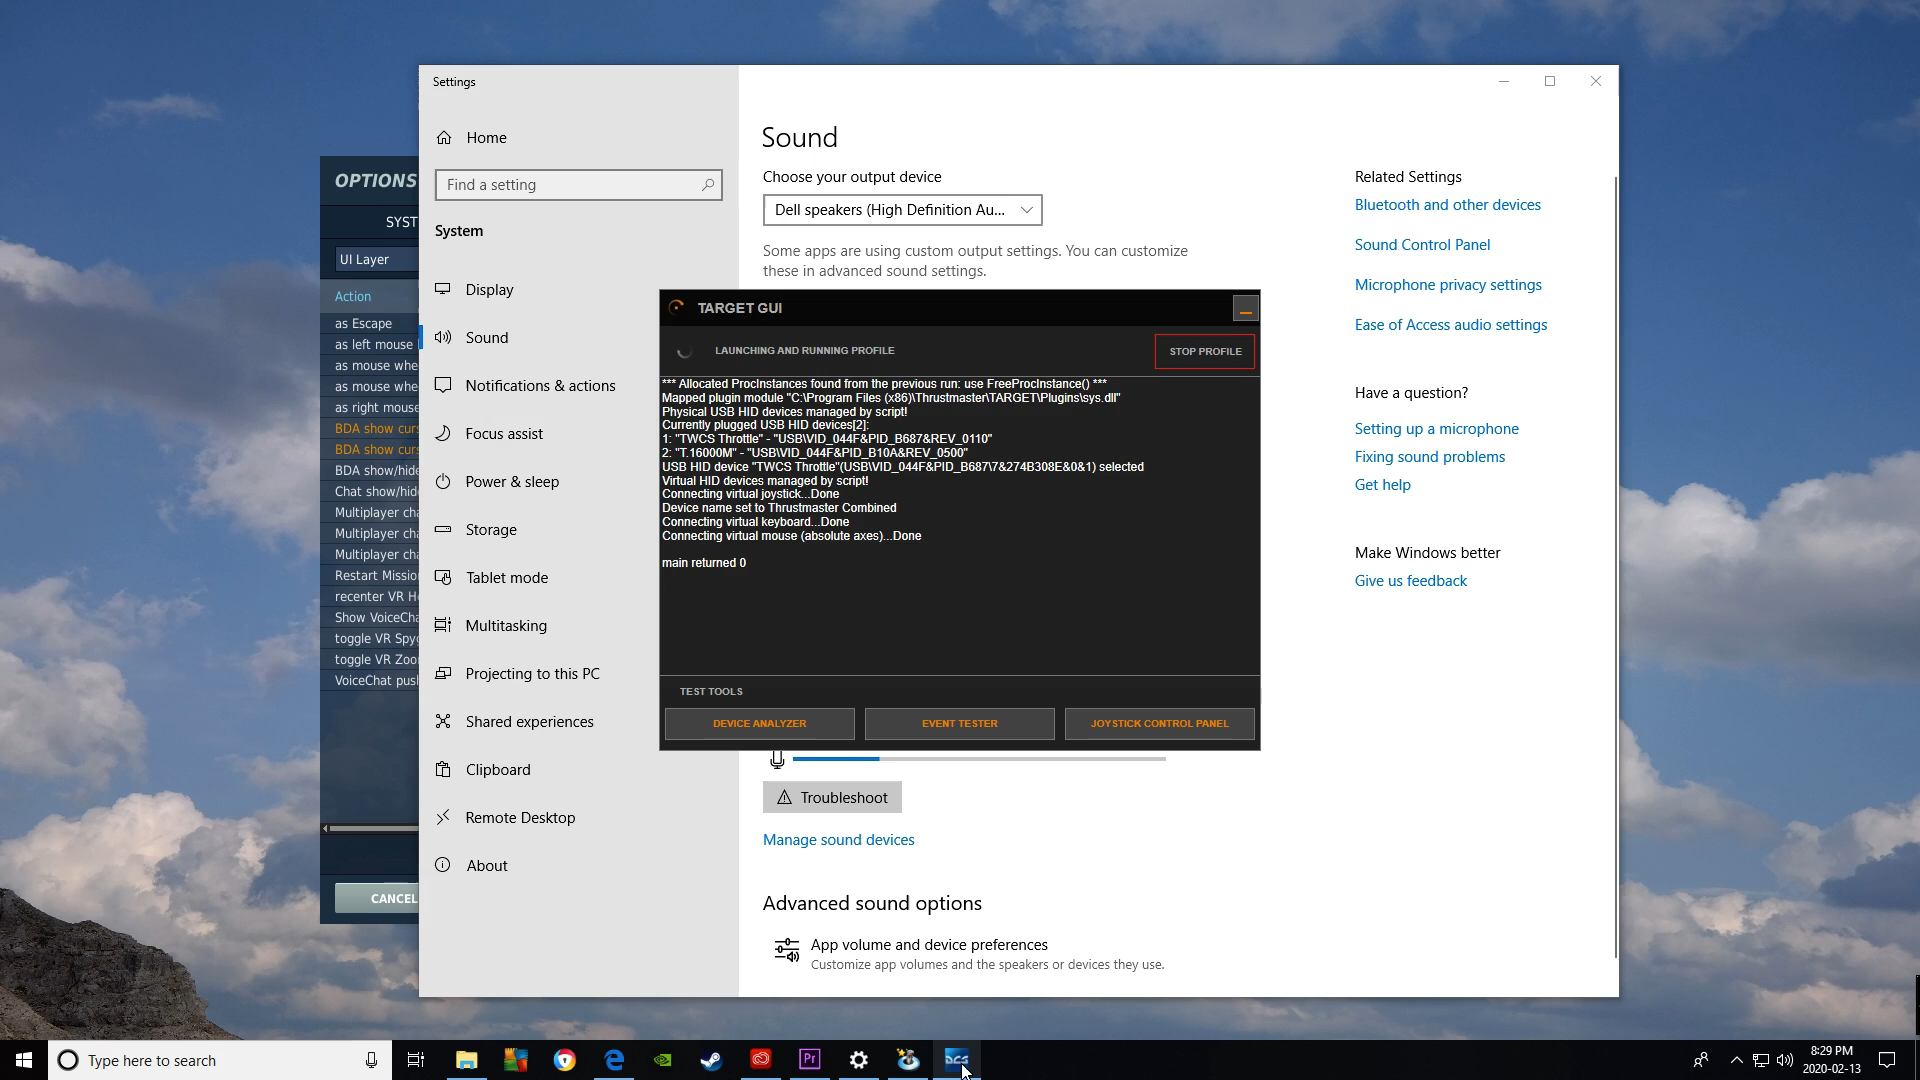 Settings
Home
Find a setting
System
Display
Sound
Notifications & actions
Focus assist
Power & sleep
Storage
Tablet mode
Multitasking
Projecting to this PC
Shared experiences
Clipboard
Remote Desktop
About
OPTIONS
SYST
UI Layer
Action
as Escape
as left mouse
as mouse whe
as mouse whe
as right mouse
BDA show curs
BDA show curs
BDA show/hide
Chat show/hid
Multiplayer cha
Multiplayer cha
Multiplayer cha
Restart Missio
recenter VR He
Show VoiceCha
toggle VR Spy
toggle VR Zoo
VoiceChat pus
CANCEL
Sound
Choose your output device
Dell speakers (High Definition Au...
Some apps are using custom output settings. You can customize
these in advanced sound settings.
TARGET GUI
LAUNCHING AND RUNNING PROFILE
STOP PROFILE
*** Allocated ProcInstances found from the previous run: use FreeProcInstance() ***
Mapped plugin module "C:\Program Files (x86)\Thrustmaster\TARGET\Plugins\sys.dll"
Physical USB HID devices managed by script!
Currently plugged USB HID devices[2]:
1: "TWCS Throttle" - "USB\VID_044F&PID_B687&REV_0110"
2: "T.16000M" - "USB\VID_044F&PID_B10A&REV_0500"
USB HID device "TWCS Throttle"(USB\VID_044F&PID_B687\7&274B308E&0&1) selected
Virtual HID devices managed by script!
Connecting virtual joystick...Done
Device name set to Thrustmaster Combined
Connecting virtual keyboard...Done
Connecting virtual mouse (absolute axes)...Done
main returned 0
TEST TOOLS
DEVICE ANALYZER
EVENT TESTER
JOYSTICK CONTROL PANEL
Troubleshoot
Manage sound devices
Advanced sound options
App volume and device preferences
Customize app volumes and the speakers or devices they use.
Related Settings
Bluetooth and other devices
Sound Control Panel
Microphone privacy settings
Ease of Access audio settings
Have a question?
Setting up a microphone
Fixing sound problems
Get help
Make Windows better
Give us feedback
Type here to search
Pr
DCS
8:29 PM
2020-02-13